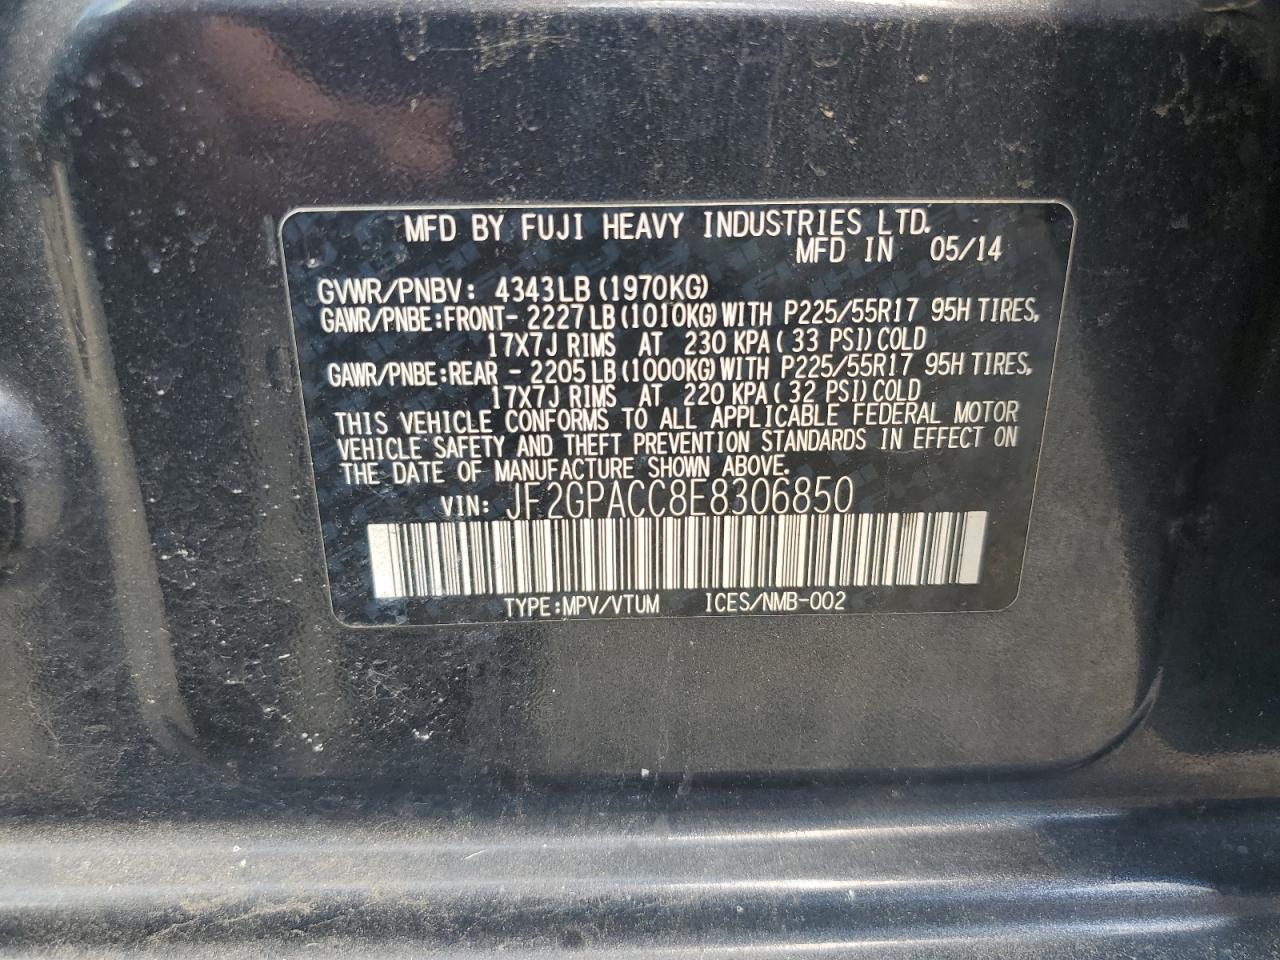 MFD BY FUJI HEAVY INDUSTRIES LTD.
MFD IN 05/14
GVWR/PNBV: 4343LB (1970KG)
GAWR/PNBE:FRONT- 2227LB (1010KG) WITH P225/55R17 95H TIRES,
17X7J RIMS AT 230 KPA ( 33 PSI) COLD
GAWR/PNBE:REAR - 2205LB (1000KG) WITH P225/55R17 95H TIRES,
17X7J RIMS AT 220 KPA ( 32 PSI) COLD
THIS VEHICLE CONFORMS TO ALL APPLICABLE FEDERAL MOTOR
VEHICLE SAFETY AND THEFT PREVENTION STANDARDS IN EFFECT ON
THE DATE OF MANUFACTURE SHOWN ABOVE.
VIN: JF2GPACC8E8306850
TYPE:MPV/VTUM ICES/NMB-002